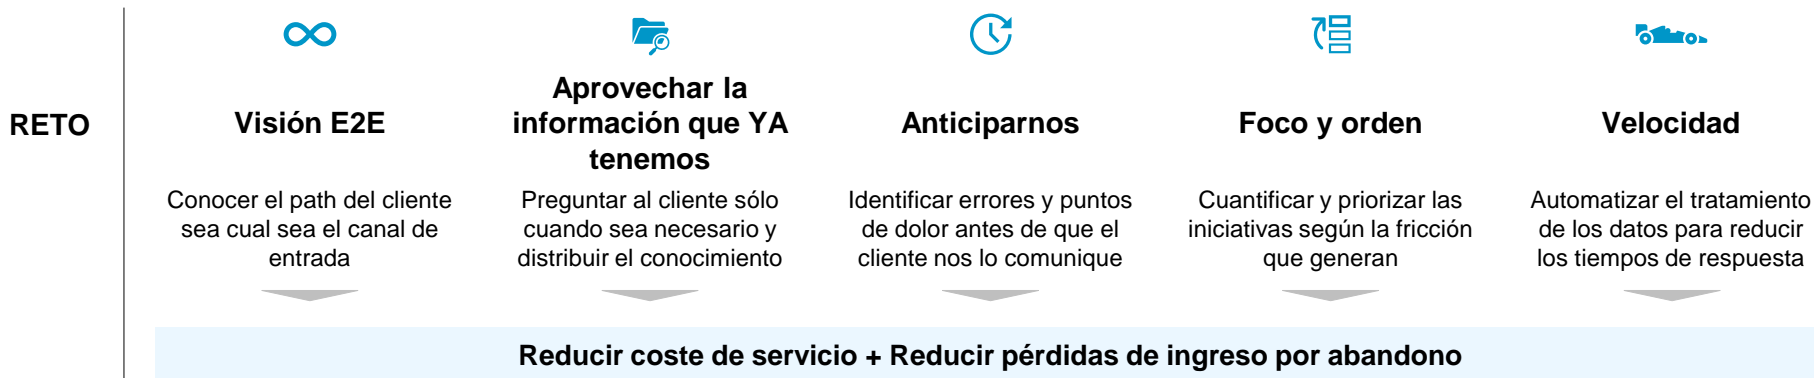 RETO
Visión E2E
Conocer el path del cliente
sea cual sea el canal de
entrada
Aprovechar la
información que YA
tenemos
Preguntar al cliente sólo
cuando sea necesario y
distribuir el conocimiento
Anticiparnos
Identificar errores y puntos
de dolor antes de que el
cliente nos lo comunique
Foco y orden
Cuantificar y priorizar las
iniciativas según la fricción
que generan
Velocidad
Automatizar el tratamiento
de los datos para reducir
los tiempos de respuesta
Reducir coste de servicio + Reducir pérdidas de ingreso por abandono